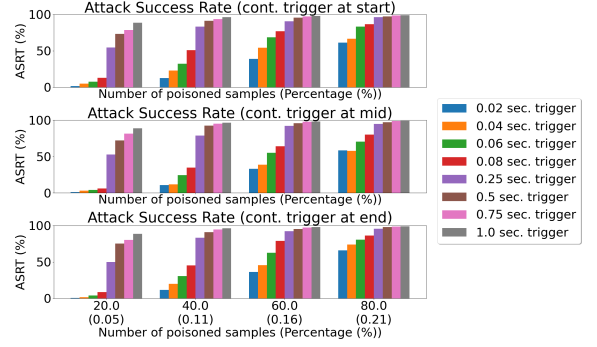 Attack Success Rate (cont. trigger at start)
100
50
0
ASRT (%)
Number of poisoned samples (Percentage (%))
Attack Success Rate (cont. trigger at mid)
100
50
0
ASRT (%)
Number of poisoned samples (Percentage (%))
Attack Success Rate (cont. trigger at end)
100
50
0
ASRT (%)
20.0 40.0 60.0 80.0
(0.05) (0.11) (0.16) (0.21)
Number of poisoned samples (Percentage (%))
0.02 sec. trigger
0.04 sec. trigger
0.06 sec. trigger
0.08 sec. trigger
0.25 sec. trigger
0.5 sec. trigger
0.75 sec. trigger
1.0 sec. trigger